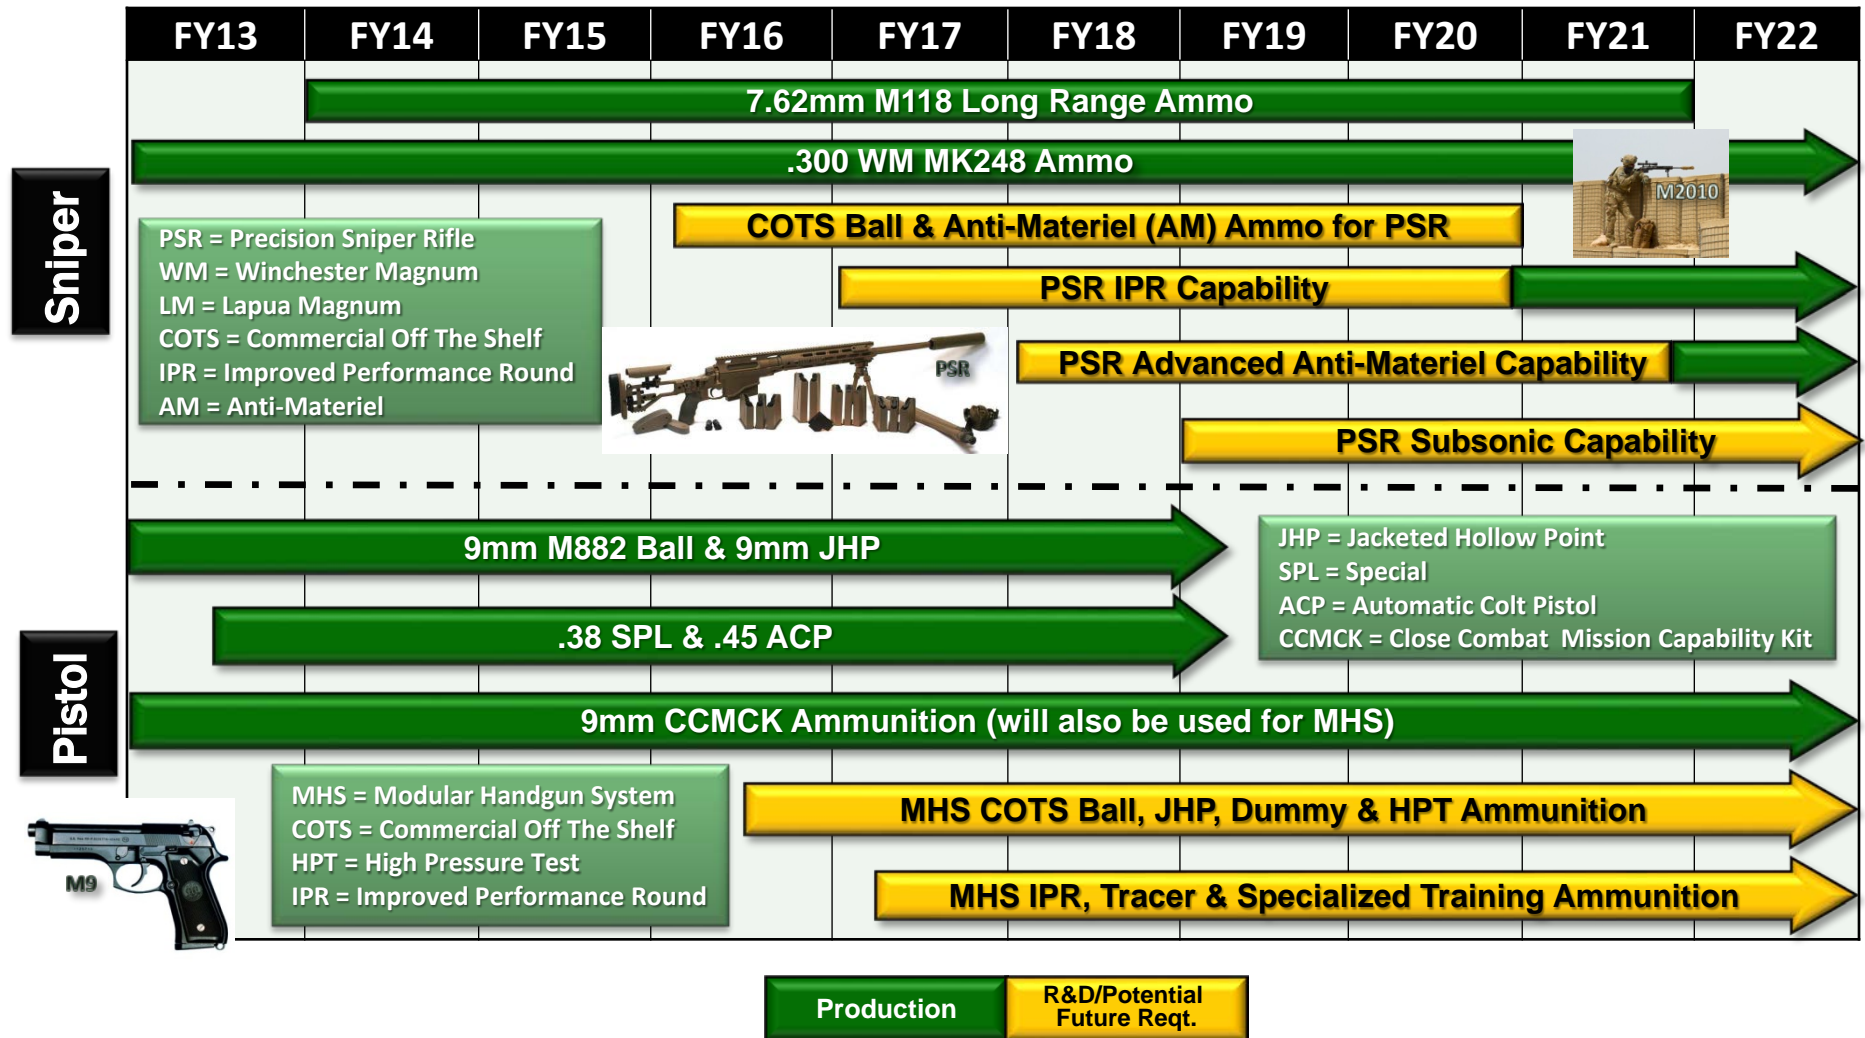 FY13 FY14 FY15 FY16 FY17 FY18 FY19 FY20 FY21 FY22
Sniper
7.62mm M118 Long Range Ammo
.300 WM MK248 Ammo
M2010
COTS Ball & Anti-Materiel (AM) Ammo for PSR
PSR IPR Capability
PSR Advanced Anti-Materiel Capability
PSR Subsonic Capability
PSR = Precision Sniper Rifle
WM = Winchester Magnum
LM = Lapua Magnum
COTS = Commercial Off The Shelf
IPR = Improved Performance Round
AM = Anti-Materiel
PSR
Pistol
9mm M882 Ball & 9mm JHP
.38 SPL & .45 ACP
JHP = Jacketed Hollow Point
SPL = Special
ACP = Automatic Colt Pistol
CCMCK = Close Combat Mission Capability Kit
9mm CCMCK Ammunition (will also be used for MHS)
MHS COTS Ball, JHP, Dummy & HPT Ammunition
MHS IPR, Tracer & Specialized Training Ammunition
MHS = Modular Handgun System
COTS = Commercial Off The Shelf
HPT = High Pressure Test
IPR = Improved Performance Round
M9
Production
R&D/Potential
Future Reqt.